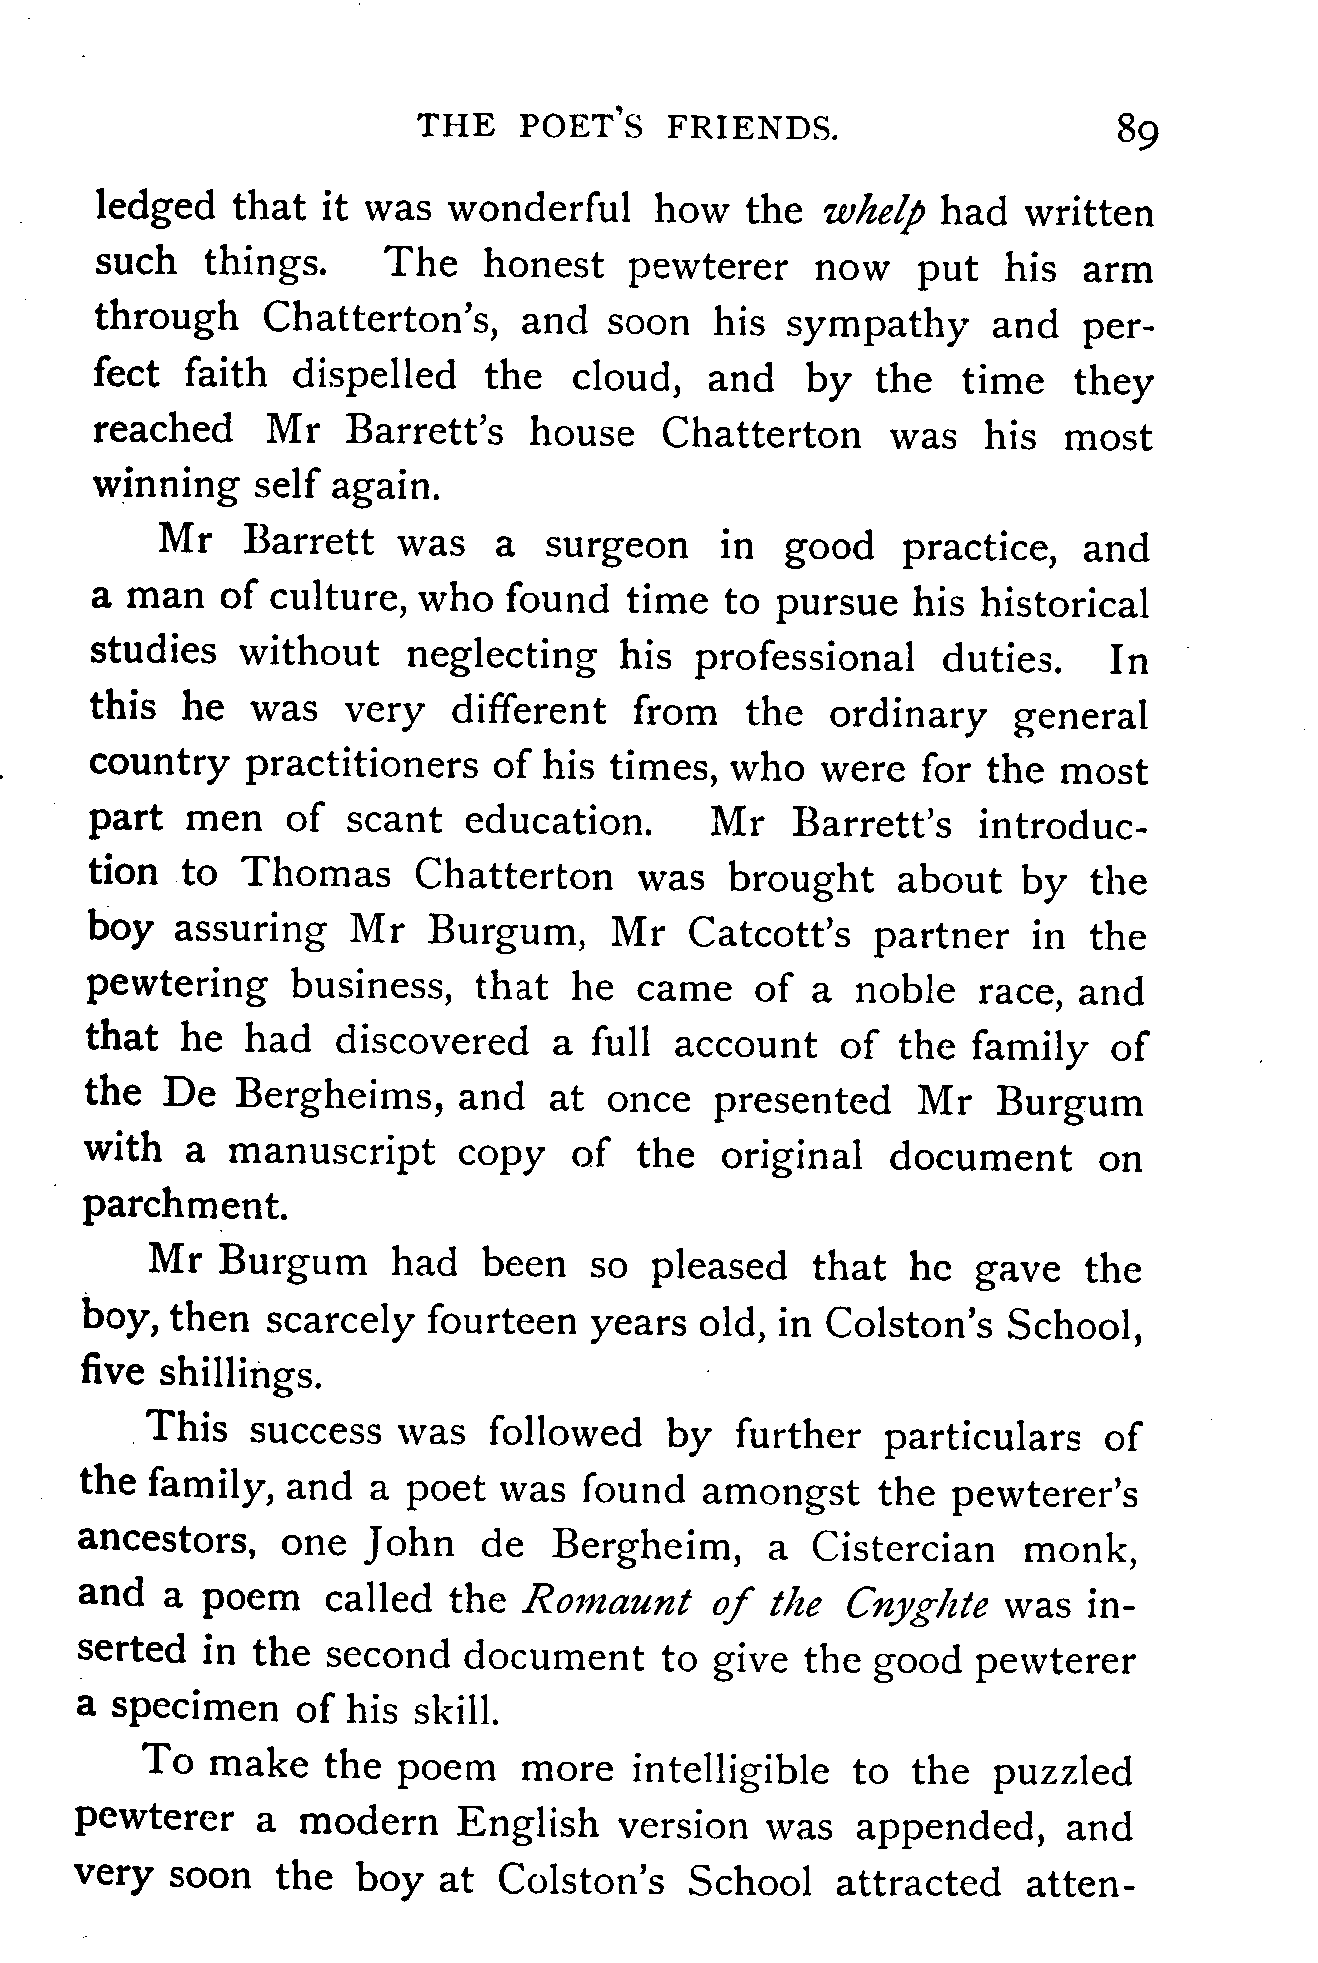 THE POET'S FRIENDS. 89
ledged that it was wonderful how the whelp had written
such things. The honest pewterer now put his arm
through Chatterton's, and soon his sympathy and per-
fect faith dispelled the cloud, and by the time they
reached Mr Barrett's house Chatterton was his most
winning self again.
Mr Barrett was a surgeon in good practice, and
a man of culture, who found time to pursue his historical
studies without neglecting his professional duties. In
this he was very different from the ordinary general
country practitioners of his times, who were for the most
part men of scant education. Mr Barrett's introduc-
tion to Thomas Chatterton was brought about by the
boy assuring Mr Burgum, Mr Catcott's partner in the
pewtering business, that he came of a noble race, and
that he had discovered a full account of the family of
the De Bergheims, and at once presented Mr Burgum
with a manuscript copy of the original document on
parchment.
Mr Burgum had been so pleased that he gave the
boy, then scarcely fourteen years old, in Colston's School,
five shillings.
This success was followed by further particulars of
the family, and a poet was found amongst the pewterer's
ancestors, one John de Bergheim, a Cistercian monk,
and a poem called the Romaunt of the Cnyghte was in-
serted in the second document to give the good pewterer
a specimen of his skill.
To make the poem more intelligible to the puzzled
pewterer a modern English version was appended, and
very soon the boy at Colston's School attracted atten-